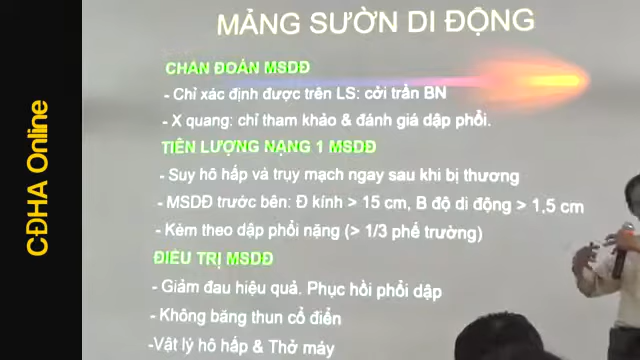 MẢNG SƯỜN DI ĐỘNG
CHẨN ĐOÁN MSDĐ
- Chỉ xác định được trên LS: cởi trần BN
- X quang: chỉ tham khảo & đánh giá dập phổi.
TIÊN LƯỢNG NẶNG 1 MSDĐ
- Suy hô hấp và trụy mạch ngay sau khi bị thương
- MSDĐ trước bên: Đ kính > 15 cm, B độ di động > 1,5 cm
- Kèm theo dập phổi nặng (> 1/3 phế trường)
ĐIỀU TRỊ MSDĐ
- Giảm đau hiệu quả. Phục hồi phổi dập
- Không băng thun cổ điển
-Vật lý hô hấp & Thở máy
CĐHA Online